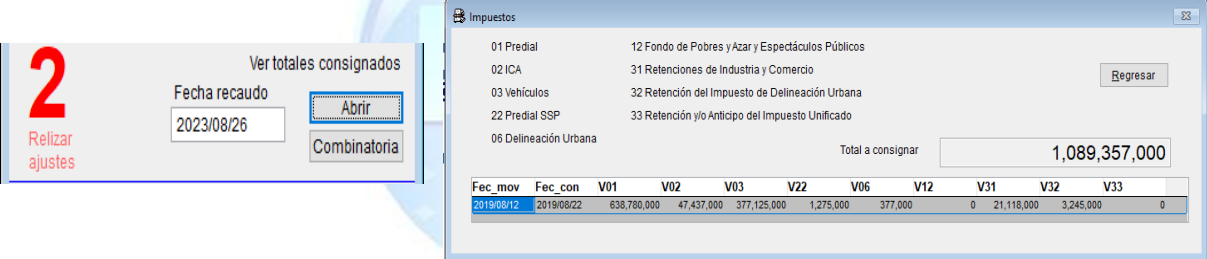 2
Relizar
ajustes
Ver totales consignados
Fecha recaudo
2023/08/26
Abrir
Combinatoria
Impuestos
01 Predial
12 Fondo de Pobres y Azar y Espectáculos Públicos
02 ICA
31 Retenciones de Industria y Comercio
Regresar
03 Vehículos
32 Retención del Impuesto de Delineación Urbana
22 Predial SSP
33 Retención y/o Anticipo del Impuesto Unificado
06 Delineación Urbana
Total a consignar 1,089,357,000
Fec_mov Fec_con V01 V02 V03 V22 V06 V12 V31 V32 V33
2019/08/12 2019/08/22 638,780,000 47,437,000 377,125,000 1,275,000 377,000 0 21,118,000 3,245,000 0